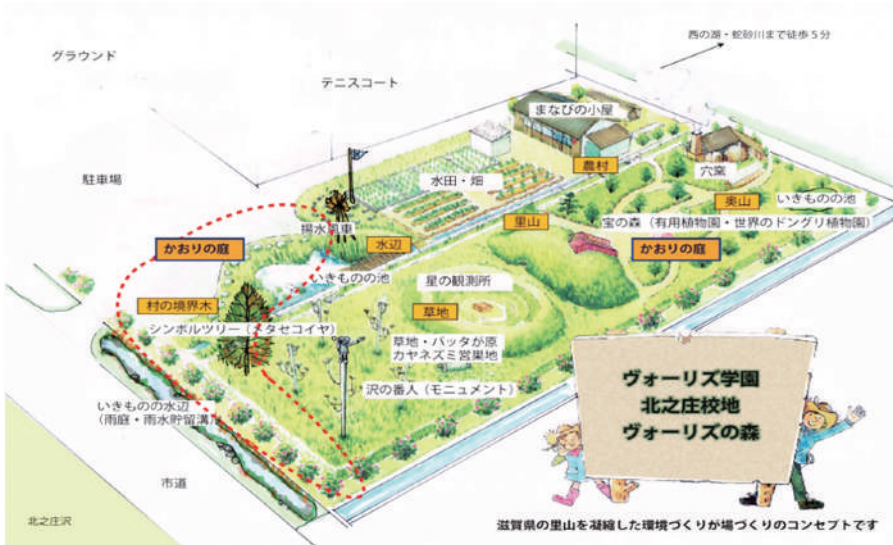 西の湖・蛇砂川まで徒歩5分
グラウンド
テニスコート
まなびの小屋
駐車場
水田・畑
農村
穴窯
奥山
いきものの池
揚水風車
里山
宝の森（有用植物園・世界のドングリ植物園）
かおりの庭
水辺
かおりの庭
いきものの池
星の観測所
村の境界木
草地
シンボルツリー（メタセコイヤ）
草地・バッタが原
カヤネズミ営巣地
沢の番人（モニュメント）
いきものの水辺
（雨庭・雨水貯留溝）
市道
北之庄沢
ヴォーリズ学園
北之庄校地
ヴォーリズの森
滋賀県の里山を凝縮した環境づくりが場づくりのコンセプトです